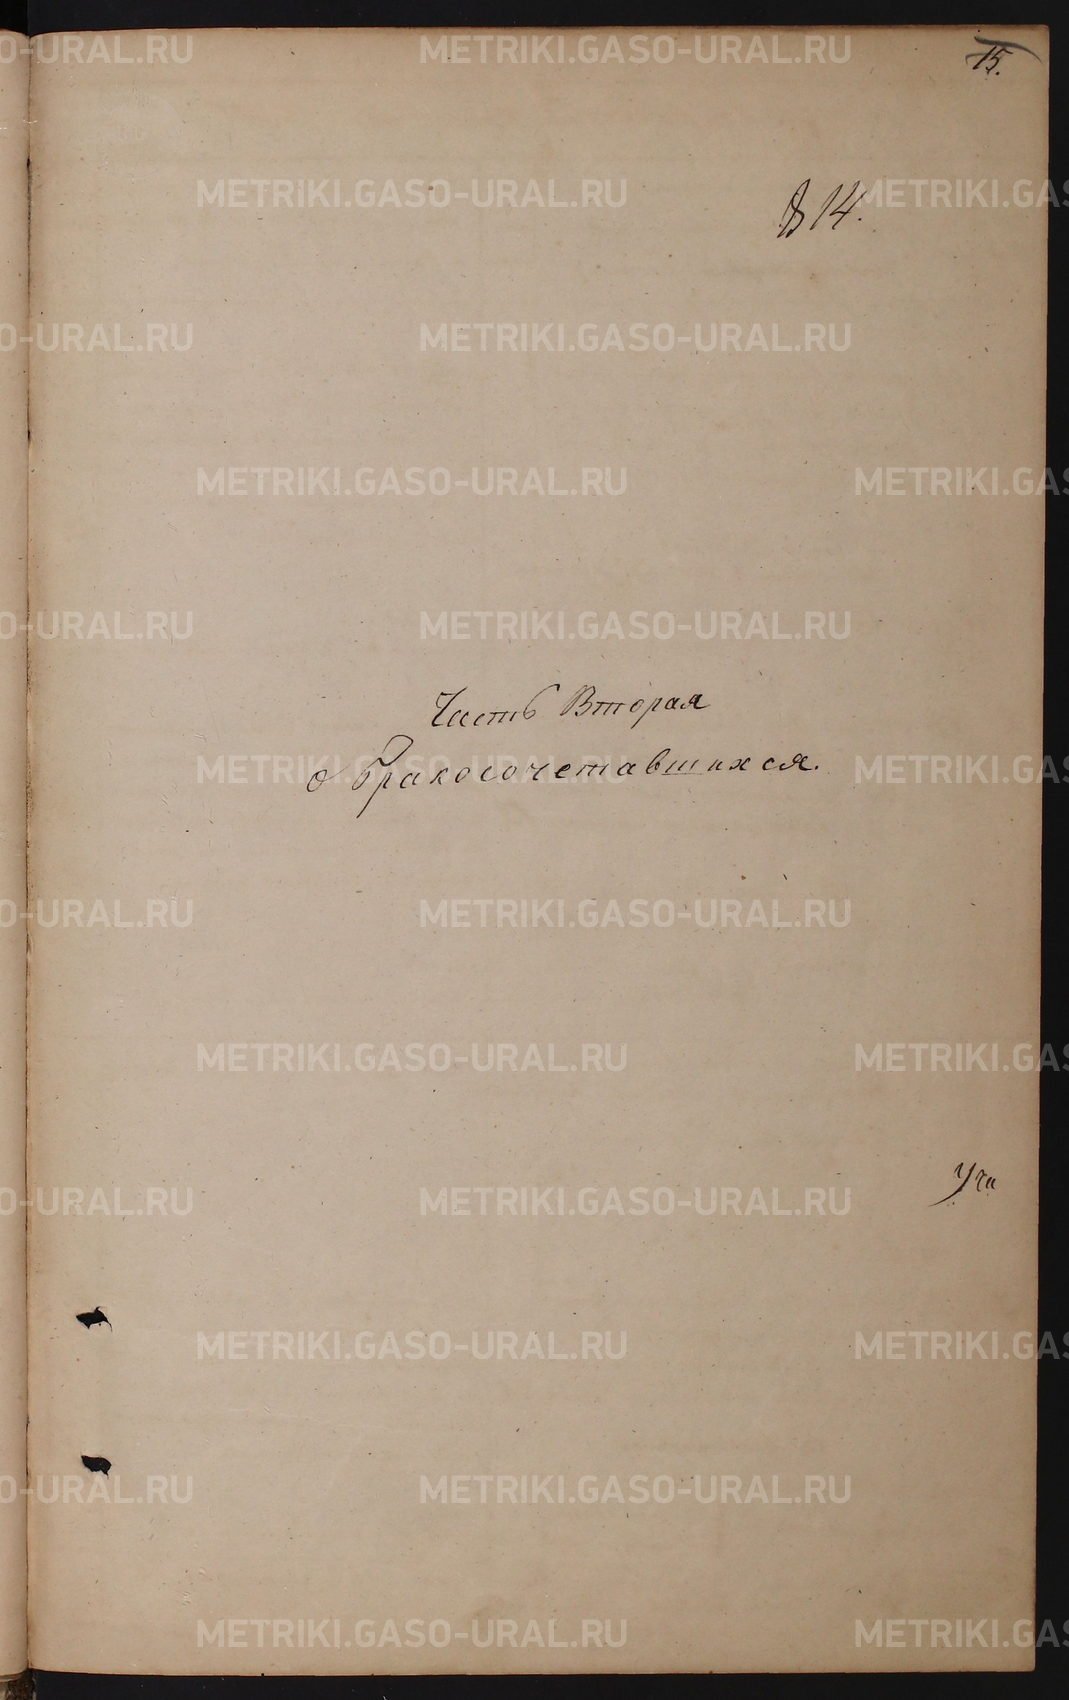 15.
814.
Часть Вторая
о Бракосочетавшихся.